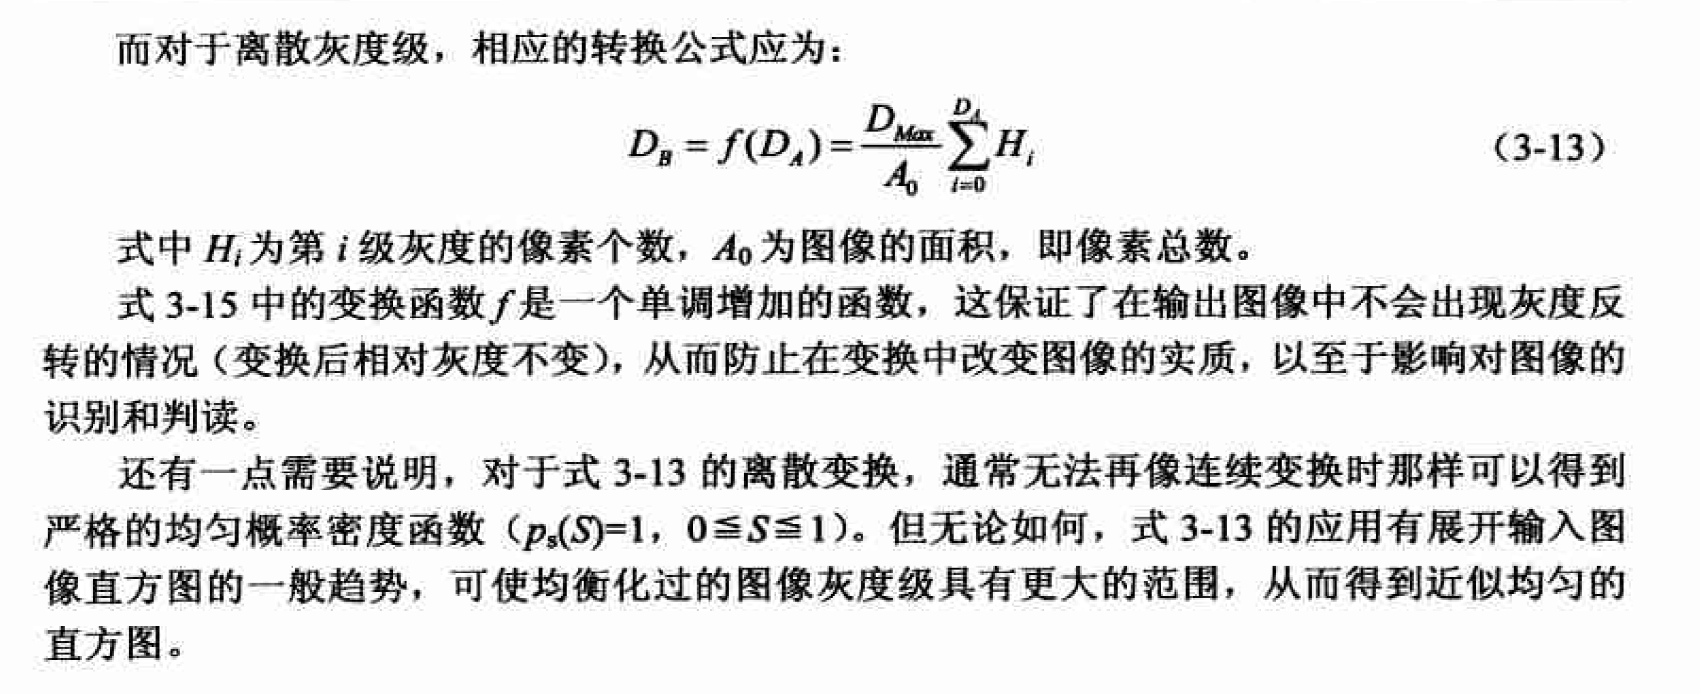 而对于离散灰度级，相应的转换公式应为：
D_B = f(D_A) = \frac{D_{Max}}{A_0} \sum_{i=0}^{D_A} H_i （3-13）
式中 H_i 为第 i 级灰度的像素个数，A_0 为图像的面积，即像素总数。
式 3-15 中的变换函数 f 是一个单调增加的函数，这保证了在输出图像中不会出现灰度反
转的情况（变换后相对灰度不变），从而防止在变换中改变图像的实质，以至于影响对图像的
识别和判读。
还有一点需要说明，对于式 3-13 的离散变换，通常无法再像连续变换时那样可以得到
严格的均匀概率密度函数（p_s(S)=1，0≦S≦1）。但无论如何，式 3-13 的应用有展开输入图
像直方图的一般趋势，可使均衡化过的图像灰度级具有更大的范围，从而得到近似均匀的
直方图。